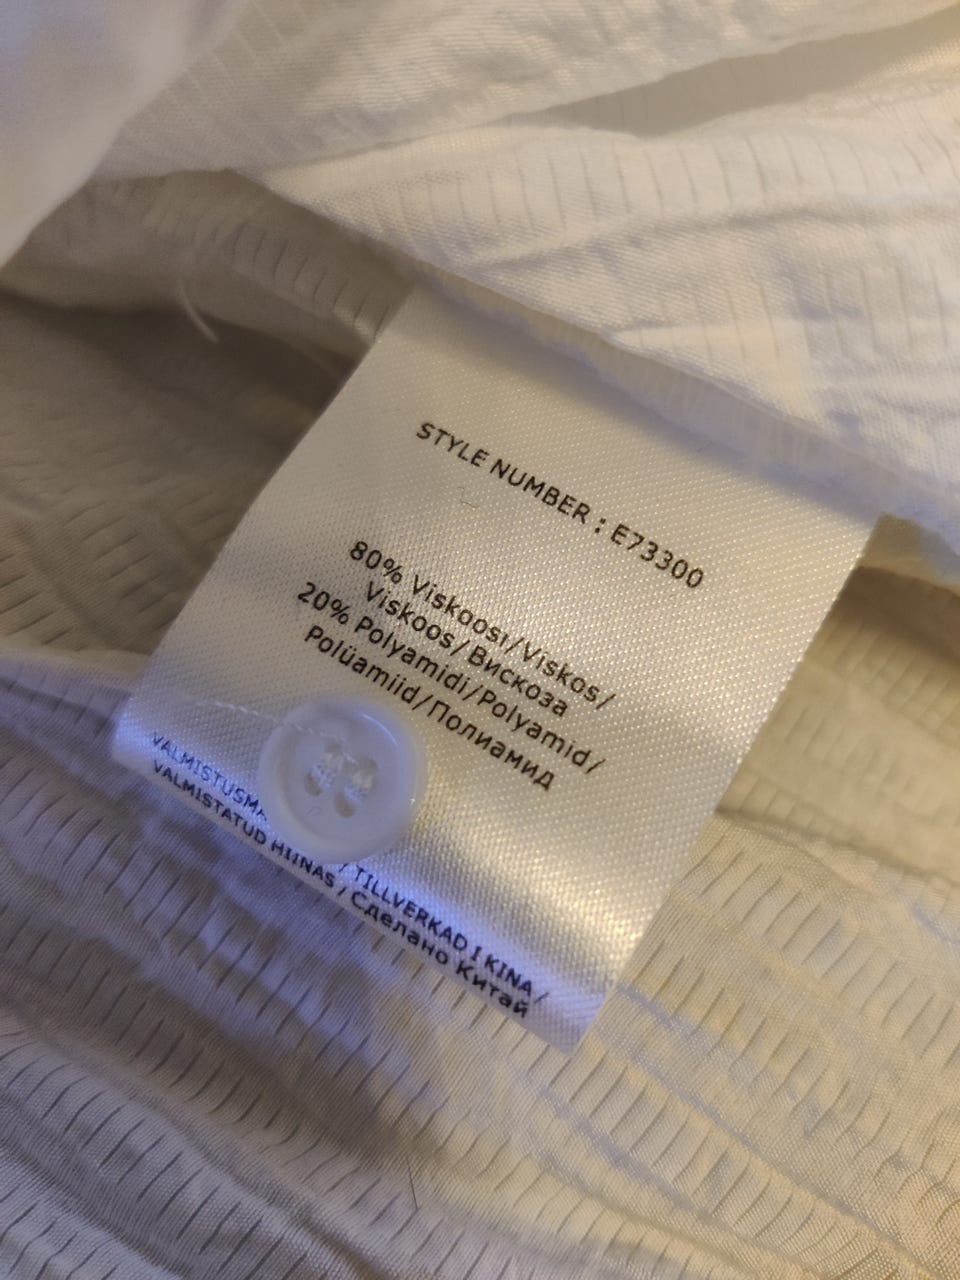 STYLE NUMBER : E73300
80% Viskoosi/Viskos/
Viskoos/Вискоза
20% Polyamidi/Polyamid/
Polüamiid/Полиамид
/ TILLVERKAD I KINA/
VALMISTATUD HIINAS/Сделано Китай